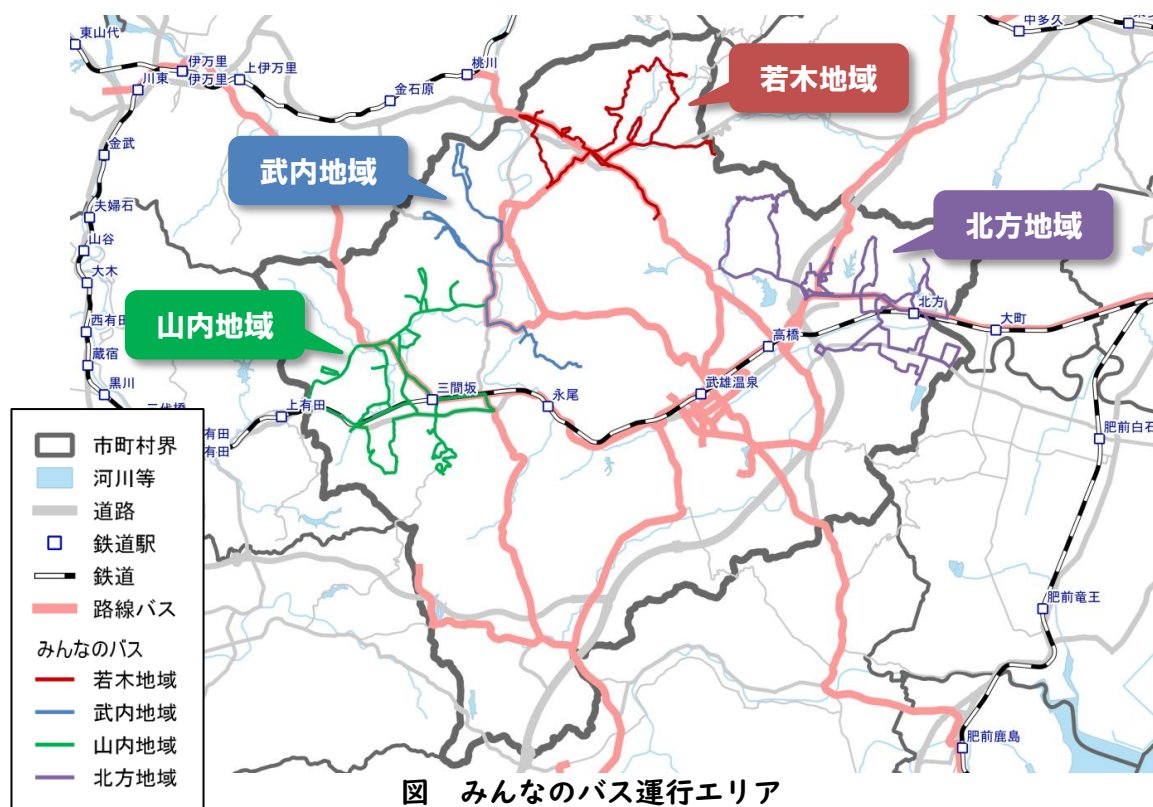 東山代
伊万里
伊万里
上伊万里
川東
桃川
金石原
中多久
若木地域
金武
武内地域
夫婦石
山谷
大木
北方地域
西有田
山内地域
蔵宿
黒川
北方
大町
高橋
武雄温泉
三間坂
永尾
上有田
有田
有田
肥前白石
肥前竜王
肥前鹿島
市町村界
河川等
道路
鉄道駅
鉄道
路線バス
みんなのバス
若木地域
武内地域
山内地域
北方地域
図 みんなのバス運行エリア